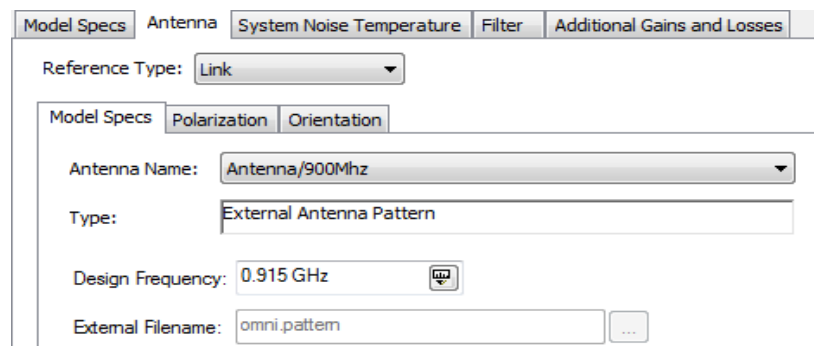 Model Specs Antenna System Noise Temperature Filter Additional Gains and Losses
Reference Type: Link
Model Specs Polarization Orientation
Antenna Name: Antenna/900Mhz
Type: External Antenna Pattern
Design Frequency: 0.915 GHz
External Filename: omni.pattern ...